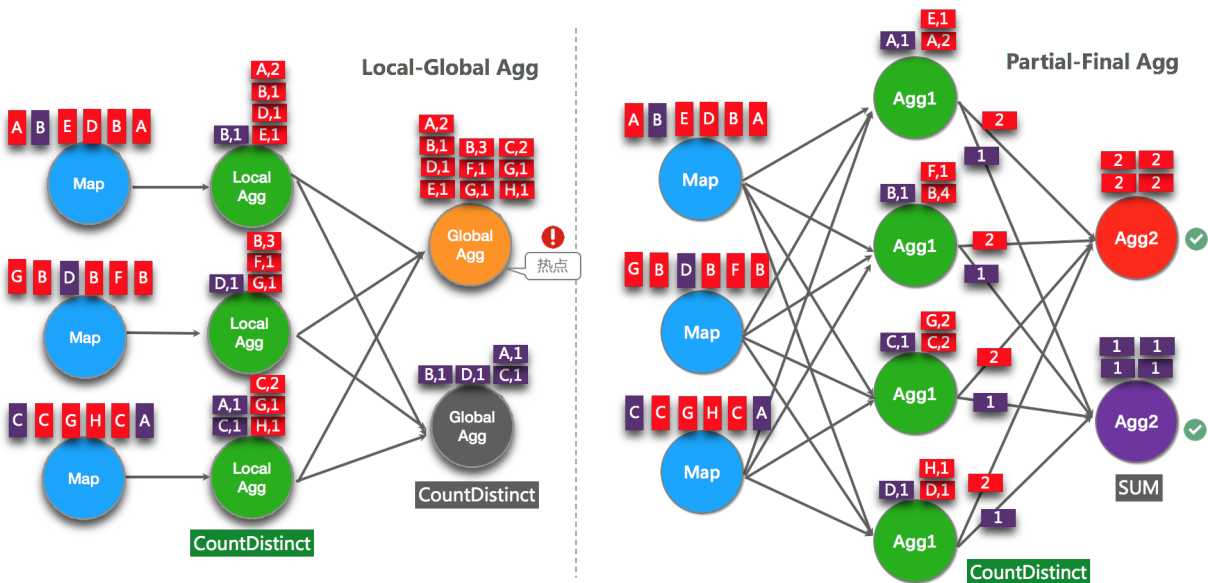 Local-Global Agg
A B E D B A
Map
A,2
B,1
D,1
B,1 E,1
Local
Agg
G B D B F B
Map
B,3
F,1
D,1 G,1
Local
Agg
C C G H C A
Map
C,2
A,1 G,1
C,1 H,1
Local
Agg
CountDistinct
A,2
B,1 B,3 C,2
D,1 F,1 G,1
E,1 G,1 H,1
Global
Agg
热点
A,1
B,1 D,1 C,1
Global
Agg
CountDistinct
Partial-Final Agg
A B E D B A
Map
G B D B F B
Map
C C G H C A
Map
E,1
A,1 A,2
Agg1
2
1
F,1
B,1 B,4
Agg1
2
1
G,2
C,1 C,2
Agg1
2
1
H,1
D,1 D,1
Agg1
2
1
CountDistinct
2 2
2 2
Agg2
1 1
1 1
Agg2
SUM